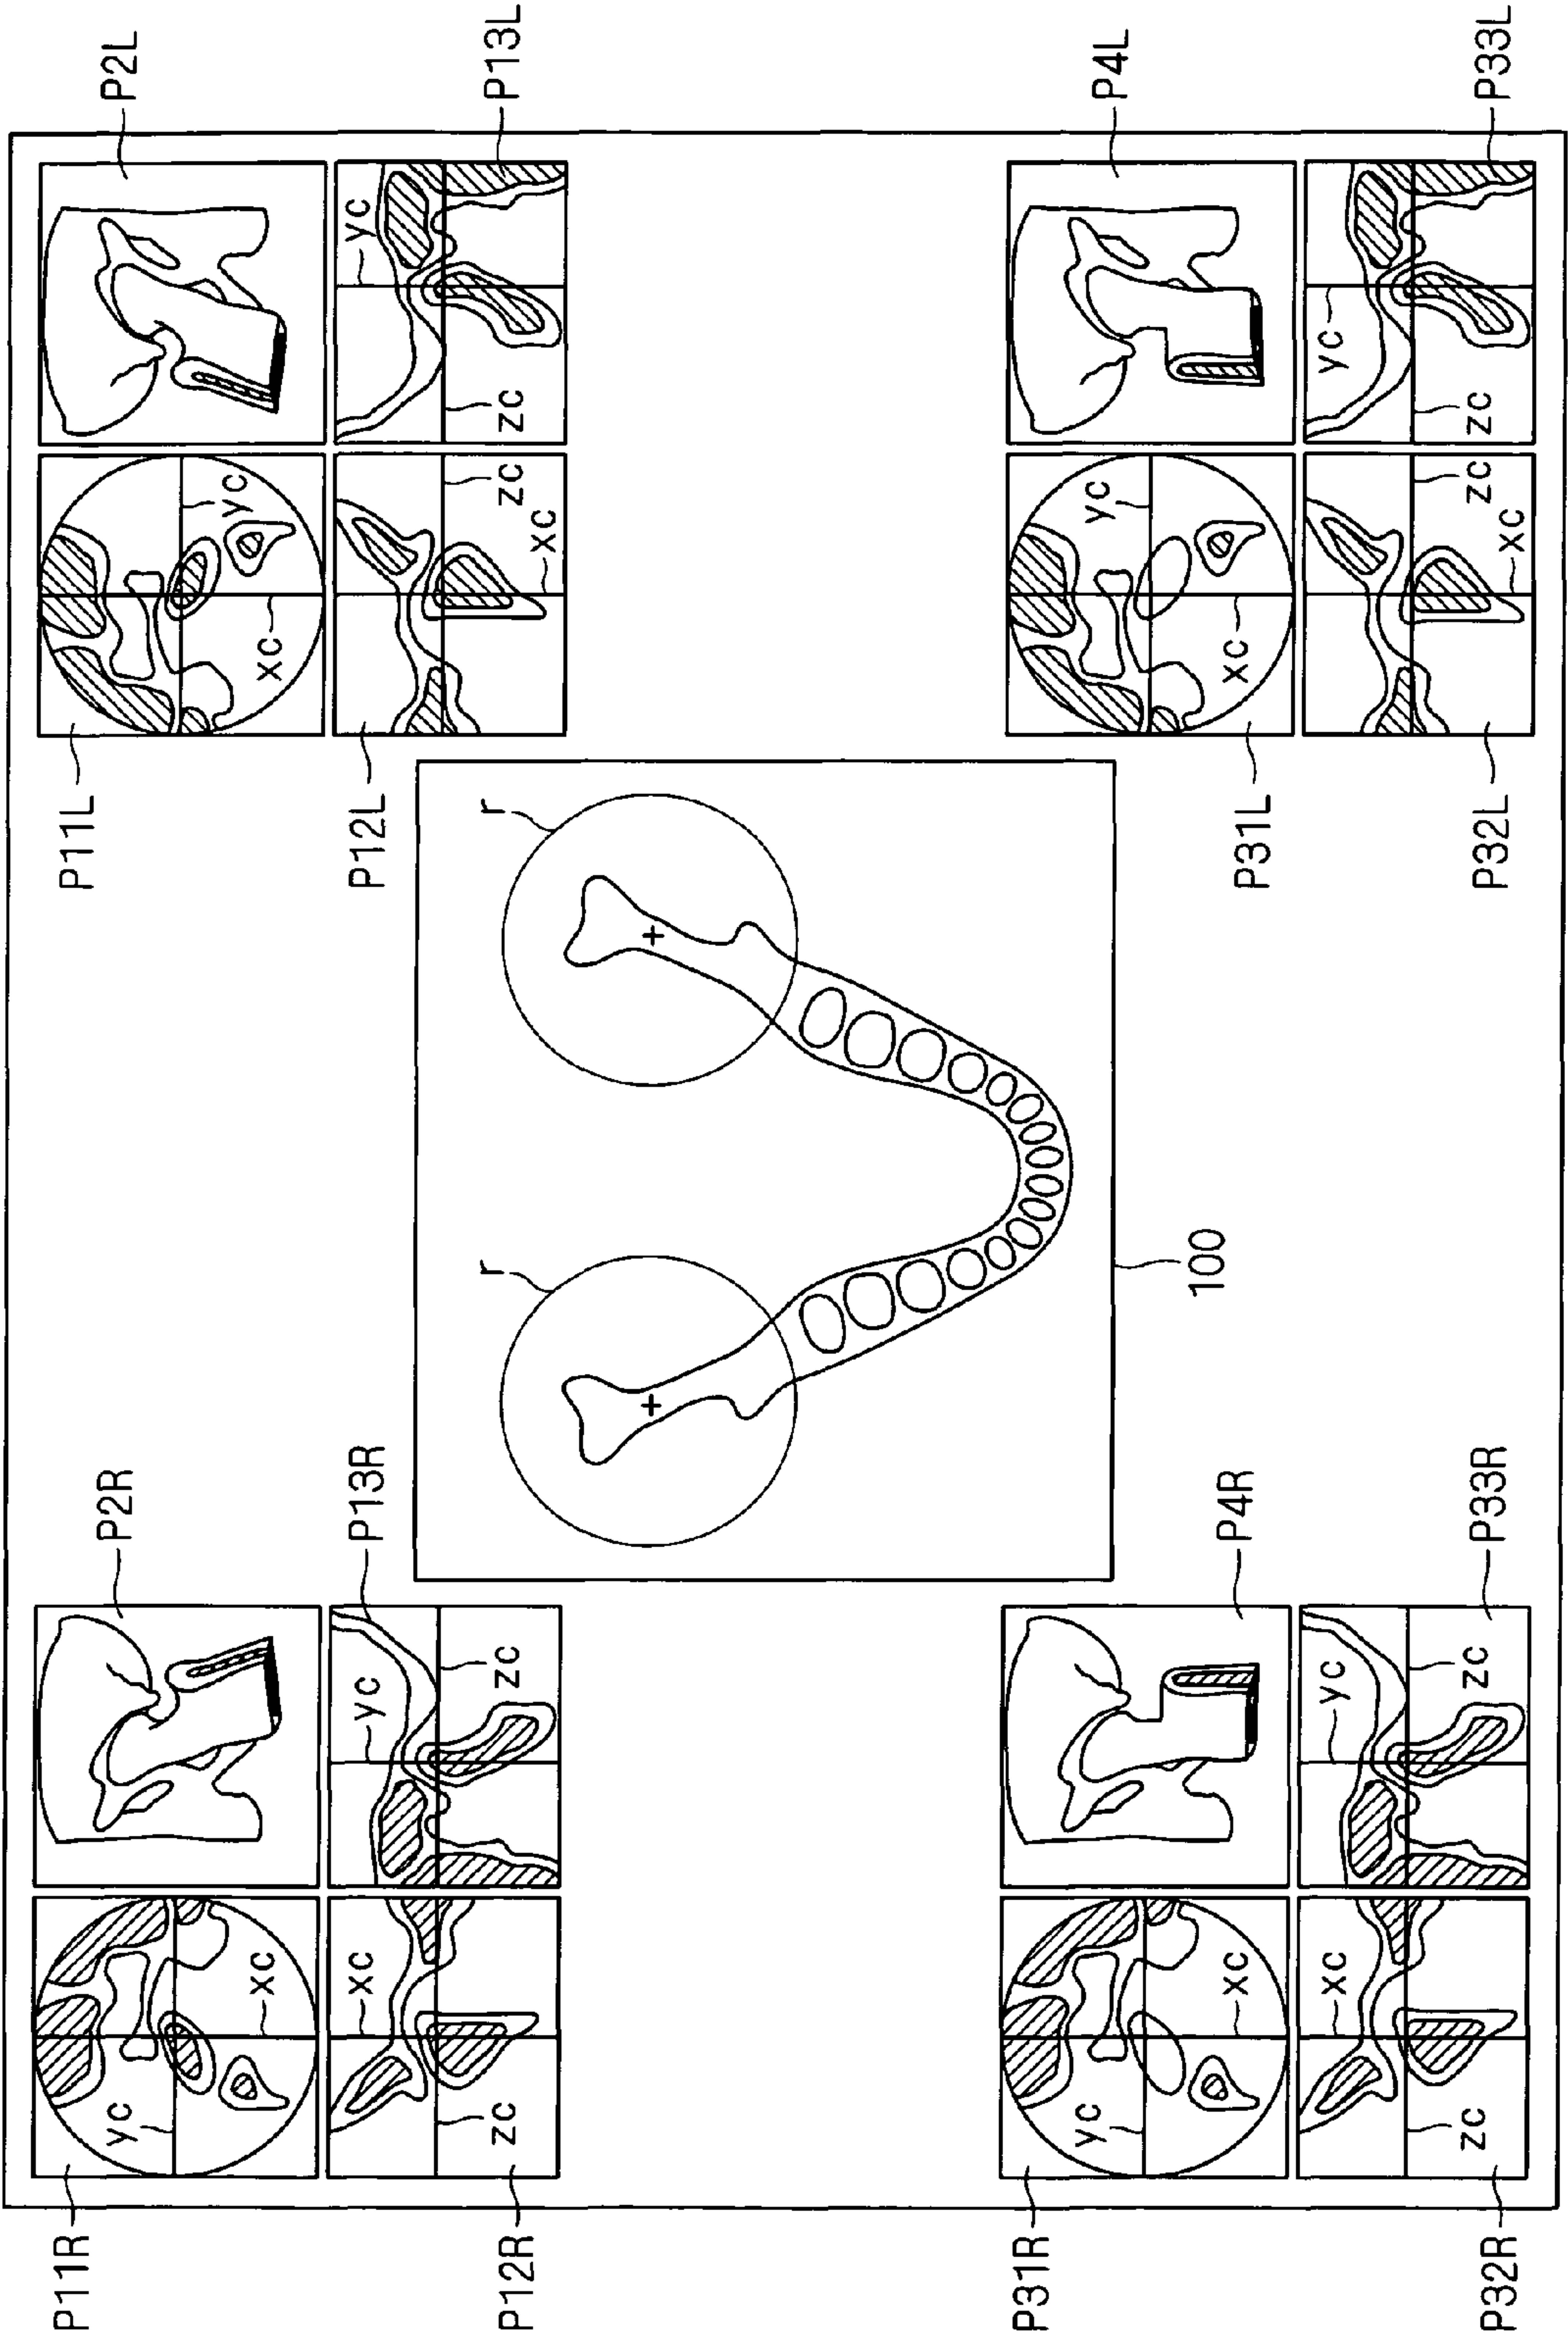 P11R
P2R
P11L
P2L
yc
xc
xc
yc
xc
yc
P13R
P12L
yc
r
r
P12R
zc
zc
zc
zc
P13L
xc
P31R
yc
yc
P4L
100
xc
P4R
P31L
xc
xc
yc
yc
P32R
zc
zc
P33R
P32L
zc
zc
P33L
xc